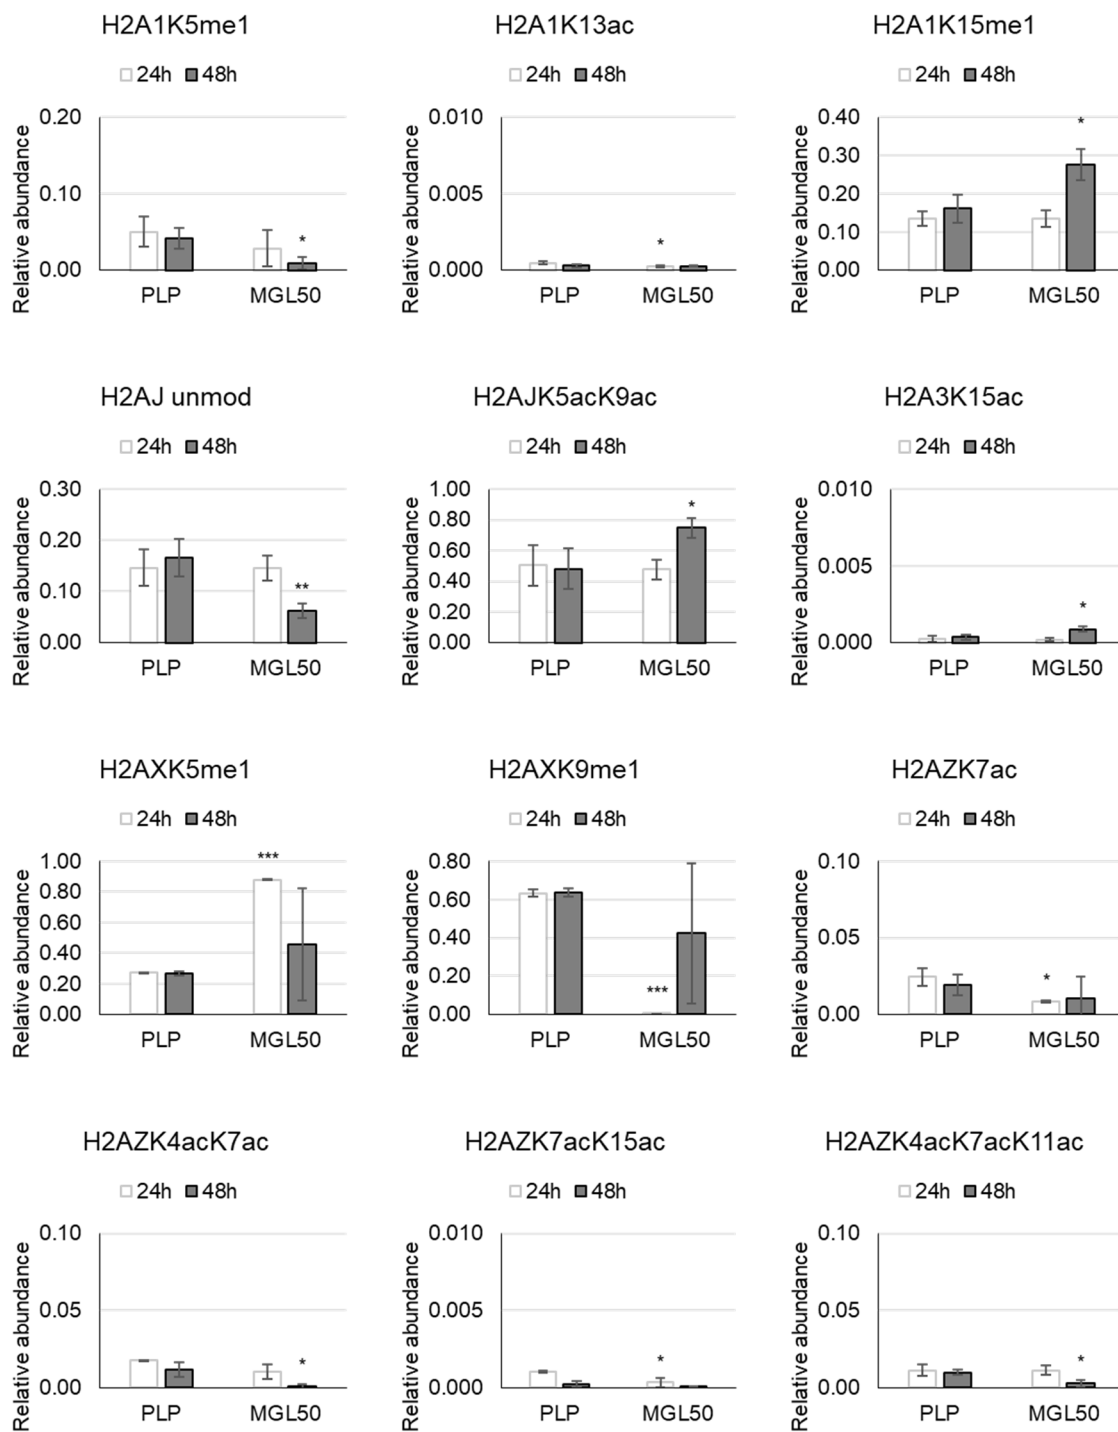 H2A1K5me1
24h 48h
Relative abundance
0.20
0.10
*
0.00
PLP MGL50
H2A1K13ac
24h 48h
Relative abundance
0.010
0.005
*
0.000
PLP MGL50
H2A1K15me1
24h 48h
Relative abundance
0.40
*
0.30
0.20
0.10
0.00
PLP MGL50
H2AJ unmod
24h 48h
Relative abundance
0.30
0.20
0.10
**
0.00
PLP MGL50
H2AJK5acK9ac
24h 48h
Relative abundance
1.00
*
0.80
0.60
0.40
0.20
0.00
PLP MGL50
H2A3K15ac
24h 48h
Relative abundance
0.010
0.005
*
0.000
PLP MGL50
H2AXK5me1
24h 48h
Relative abundance
1.00
***
0.80
0.60
0.40
0.20
0.00
PLP MGL50
H2AXK9me1
24h 48h
Relative abundance
0.80
0.60
0.40
0.20
***
0.00
PLP MGL50
H2AZK7ac
24h 48h
Relative abundance
0.10
0.05
*
0.00
PLP MGL50
H2AZK4acK7ac
24h 48h
Relative abundance
0.10
0.05
*
0.00
PLP MGL50
H2AZK7acK15ac
24h 48h
Relative abundance
0.010
0.005
*
0.000
PLP MGL50
H2AZK4acK7acK11ac
24h 48h
Relative abundance
0.10
0.05
*
0.00
PLP MGL50